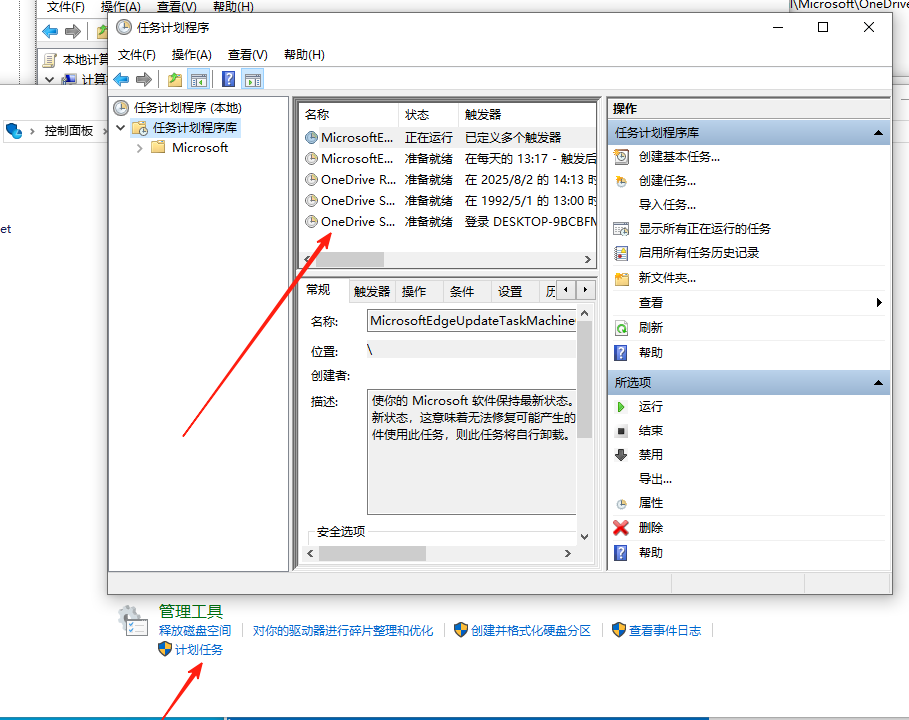 文件(F) 操作(A) 查看(V) 帮助(H)
\Microsoft\OneDrive
本地计算
计算
控制面板
et
任务计划程序
文件(F) 操作(A) 查看(V) 帮助(H)
任务计划程序 (本地)
任务计划程序库
Microsoft
名称 状态 触发器
MicrosoftE... 正在运行 已定义多个触发器
MicrosoftE... 准备就绪 在每天的 13:17 - 触发后
OneDrive R... 准备就绪 在 2025/8/2 的 14:13 时
OneDrive S... 准备就绪 在 1992/5/1 的 13:00 时
OneDrive S... 准备就绪 登录 DESKTOP-9BCBFM
常规 触发器 操作 条件 设置 历
名称: MicrosoftEdgeUpdateTaskMachine
位置: \
创建者:
描述: 使你的 Microsoft 软件保持最新状态。
新状态，这意味着无法修复可能产生的
件使用此任务，则此任务将自行卸载。
安全选项
操作
任务计划程序库
创建基本任务...
创建任务...
导入任务...
显示所有正在运行的任务
启用所有任务历史记录
新文件夹...
查看
刷新
帮助
所选项
运行
结束
禁用
导出...
属性
删除
帮助
管理工具
释放磁盘空间 对你的驱动器进行碎片整理和优化 创建并格式化硬盘分区 查看事件日志
计划任务